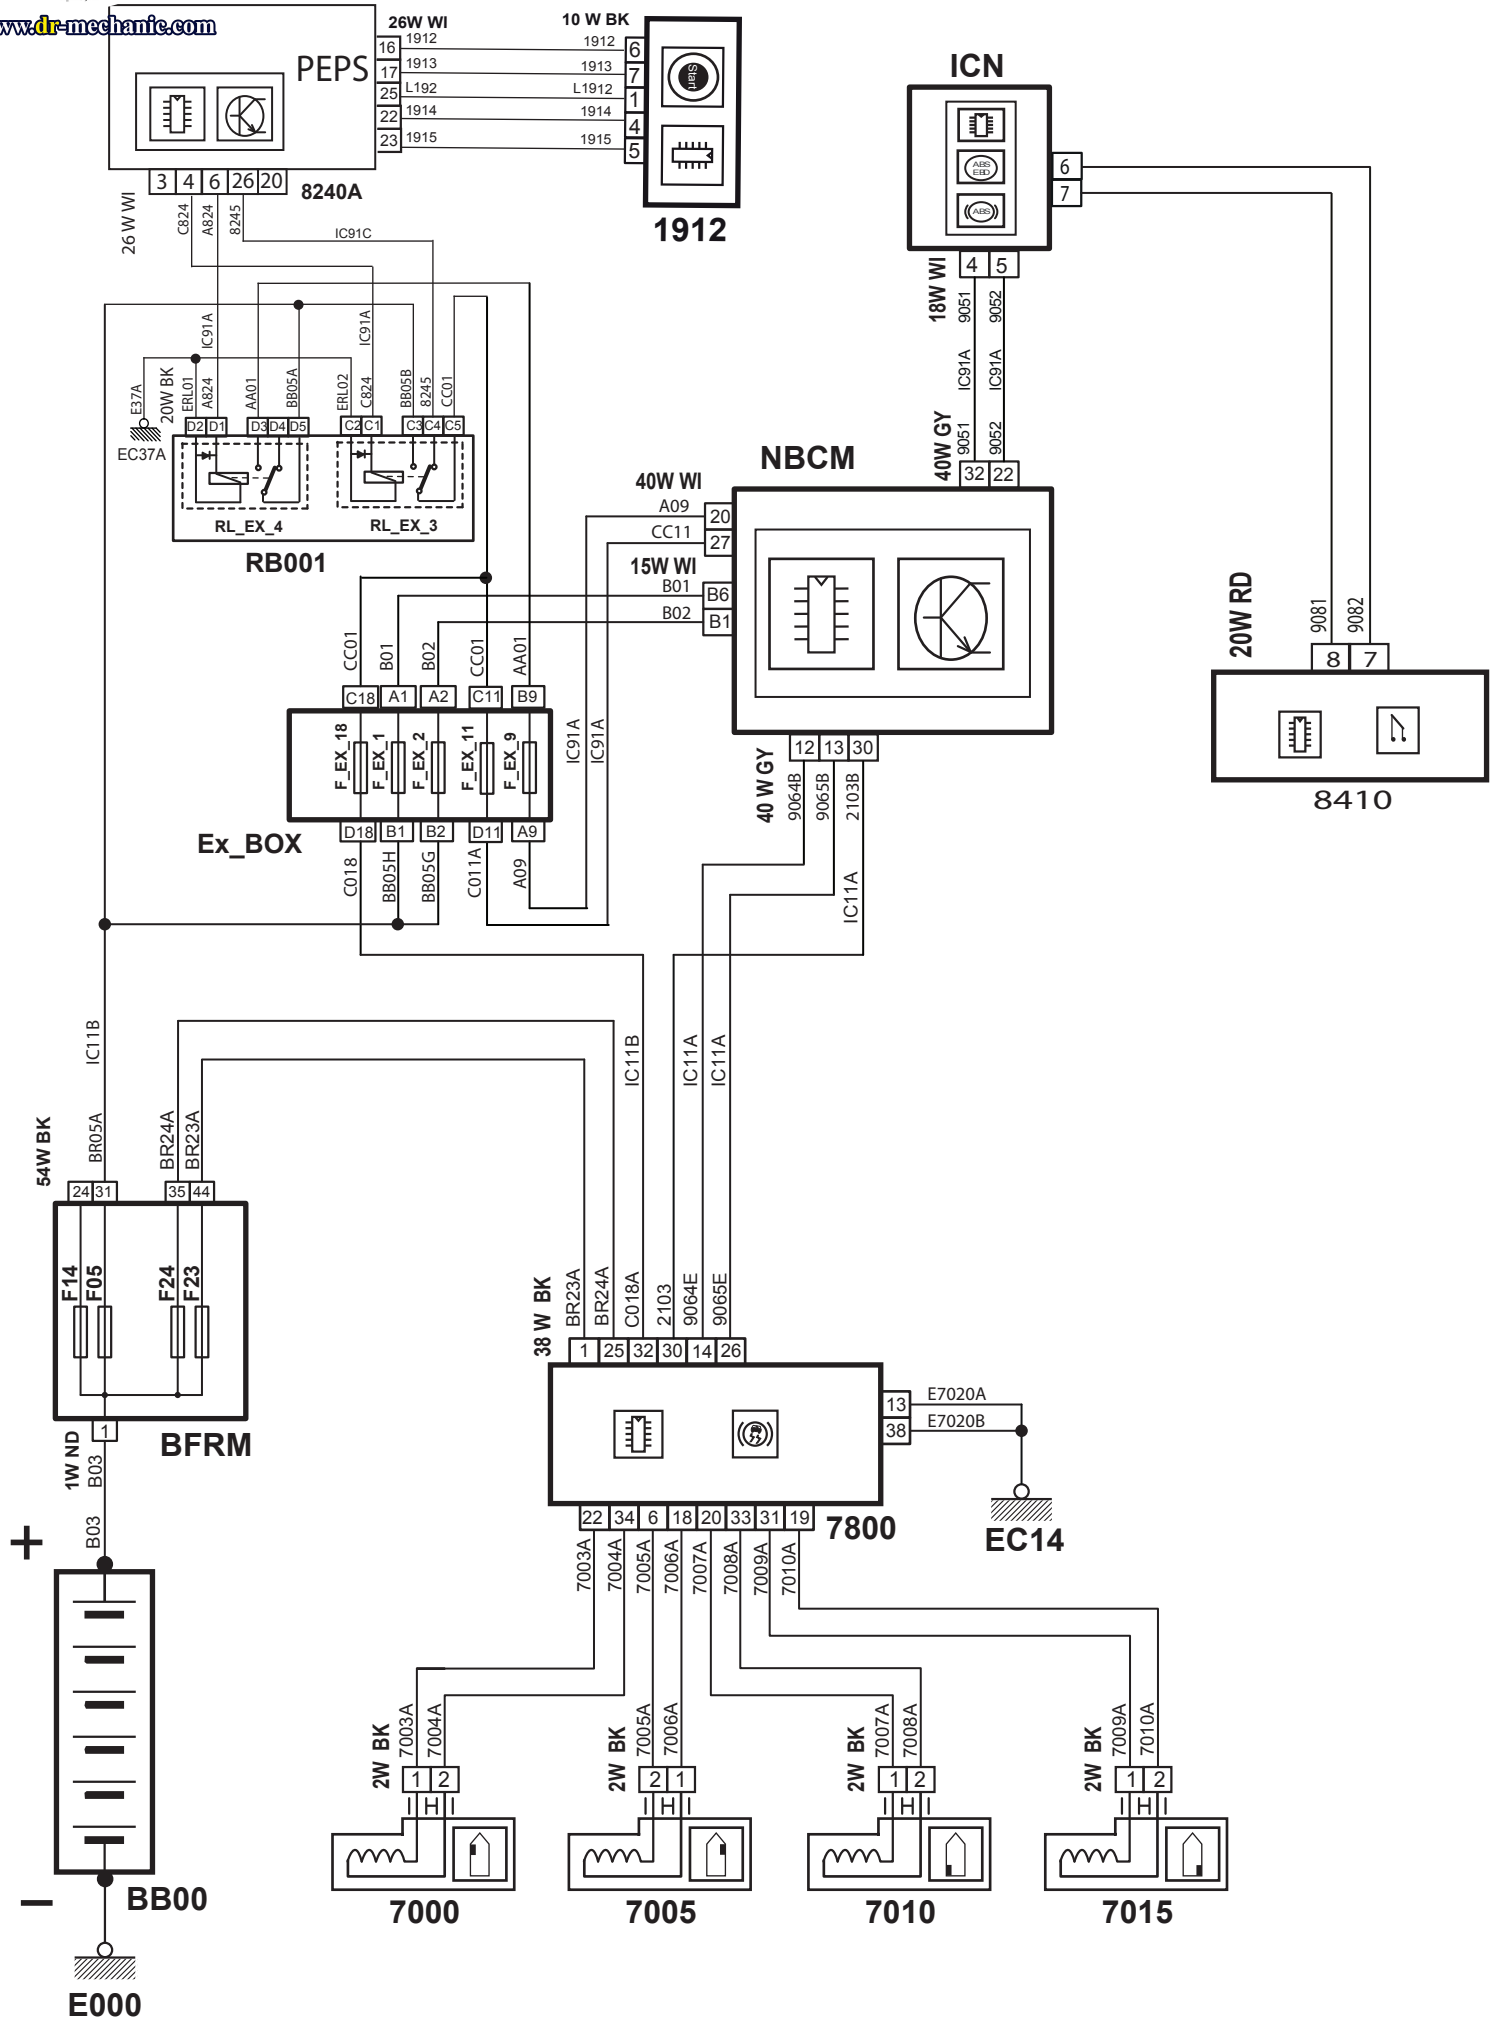 www.dr-mechanic.com
26W WI
10 W BK
PEPS
16 1912 1912 6
17 1913 1913 7
25 L192 L1912 1
22 1914 1914 4
23 1915 1915 5
Start
1912
3 4 6 26 20
8240A
26 W WI
C824 A824 8245
IC91C
IC91A IC91A
E37A
20W BK
ERL01 A824 AA01 BB05A ERL02 C824 BB05B 8245 CC01
D2 D1 D3 D4 D5 C2 C1 C3 C4 C5
EC37A
RL_EX_4 RL_EX_3
RB001
ICN
ABS EBD
ABS
6
7
18W WI
4 5
9051 9052
IC91A IC91A
40W GY
9051 9052
32 22
NBCM
40W WI
A09 20
CC11 27
15W WI
B01 B6
B02 B1
CC01 B01 B02 CC01 AA01
C18 A1 A2 C11 B9
F_EX_18 F_EX_1 F_EX_2 F_EX_11 F_EX_9
IC91A IC91A
D18 B1 B2 D11 A9
Ex_BOX
C018 BB05H BB05G C011A A09
12 13 30
40 W GY
9064B 9065B 2103B
IC11A
20W RD
9081 9082
8 7
8410
IC11B
IC11B IC11A IC11A
54W BK
BR05A BR24A BR23A
24 31 35 44
F14 F05 F24 F23
1
BFRM
1W ND
B03
B03
+
BB00
−
E000
38 W BK
BR23A BR24A C018A 2103 9064E 9065E
1 25 32 30 14 26
13 E7020A
38 E7020B
EC14
22 34 6 18 20 33 31 19
7800
7003A 7004A 7005A 7006A 7007A 7008A 7009A 7010A
2W BK 7003A 7004A
2W BK 7005A 7006A
2W BK 7007A 7008A
2W BK 7009A 7010A
1 2 2 1 1 2 1 2
H H H H
7000 7005 7010 7015